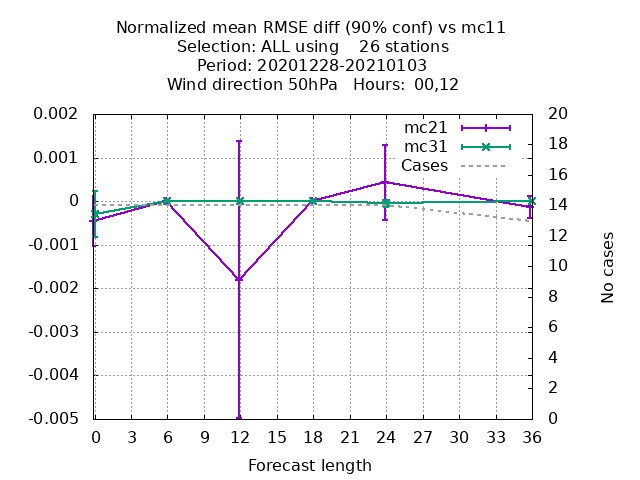 Normalized mean RMSE diff (90% conf) vs mc11
Selection: ALL using    26 stations
Period: 20201228-20210103
Wind direction 50hPa   Hours: 00,12
mc21
mc31
Cases
0.002
0.001
0
-0.001
-0.002
-0.003
-0.004
-0.005
20
18
16
14
12
10
8
6
4
2
0
No cases
0 3 6 9 12 15 18 21 24 27 30 33 36
Forecast length